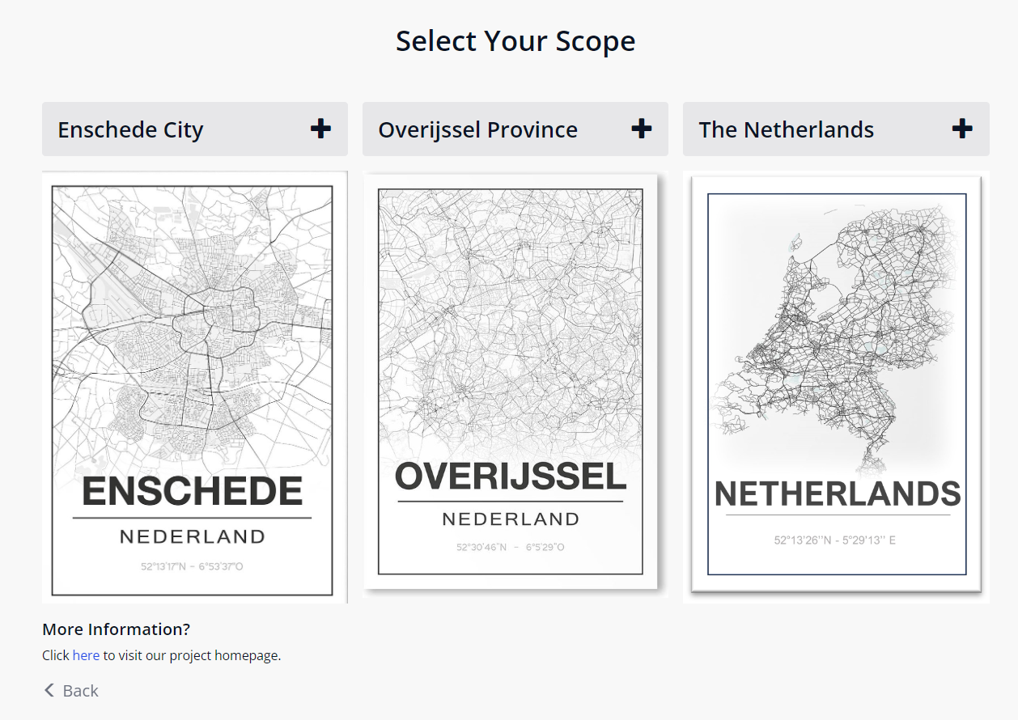 Select Your Scope
Enschede City
Overijssel Province
The Netherlands
ENSCHEDE
NEDERLAND
52°13'17"N - 6°53'37"O
OVERIJSSEL
NEDERLAND
52°30'46"N - 6°5'29"O
NETHERLANDS
52°13'26''N - 5°29'13'' E
More Information?
Click here to visit our project homepage.
Back